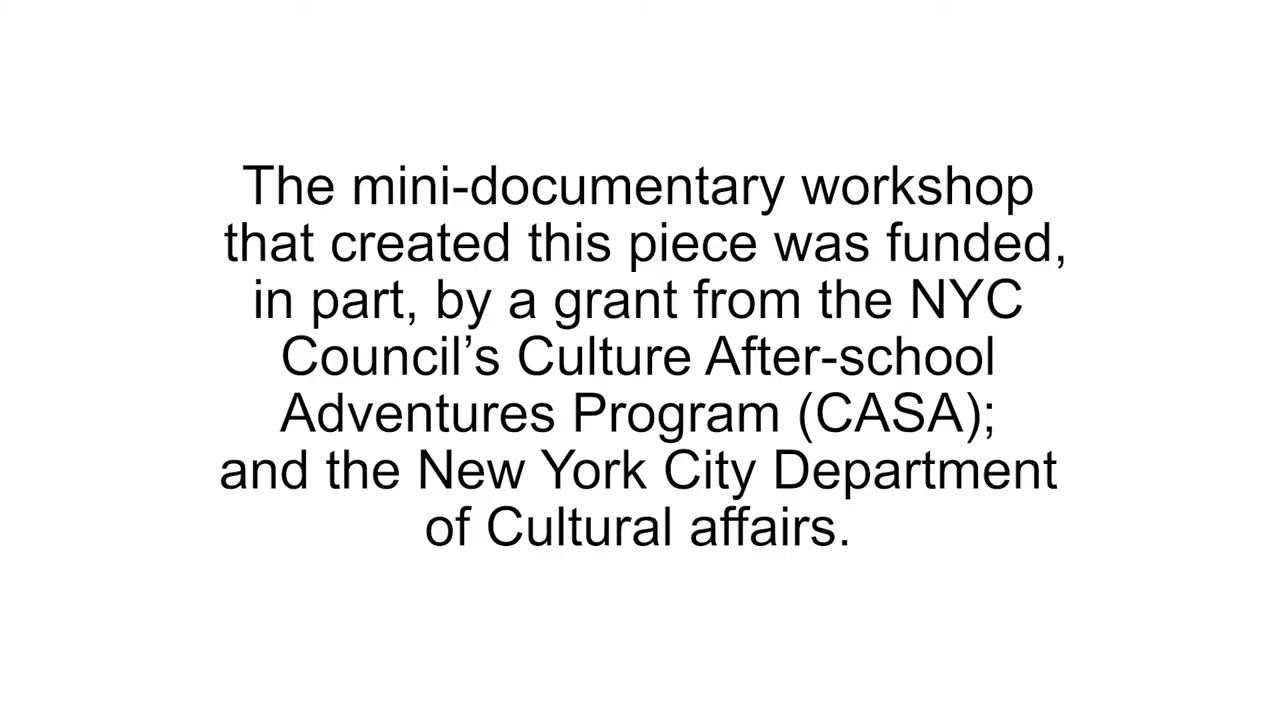 The mini-documentary workshop
that created this piece was funded,
in part, by a grant from the NYC
Council’s Culture After-school
Adventures Program (CASA);
and the New York City Department
of Cultural affairs.